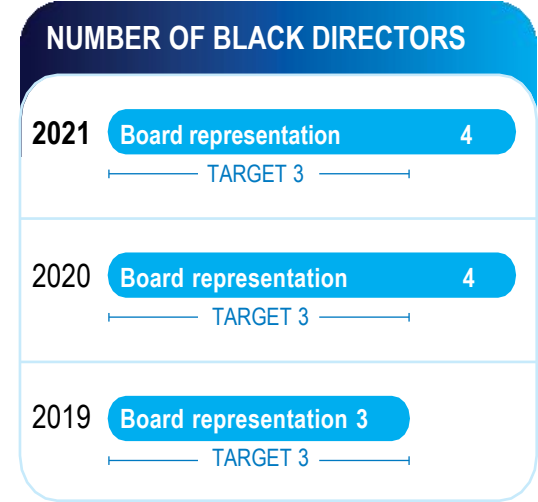 NUMBER OF BLACK DIRECTORS
2021 Board representation 4
TARGET 3
2020 Board representation 4
TARGET 3
2019 Board representation 3
TARGET 3